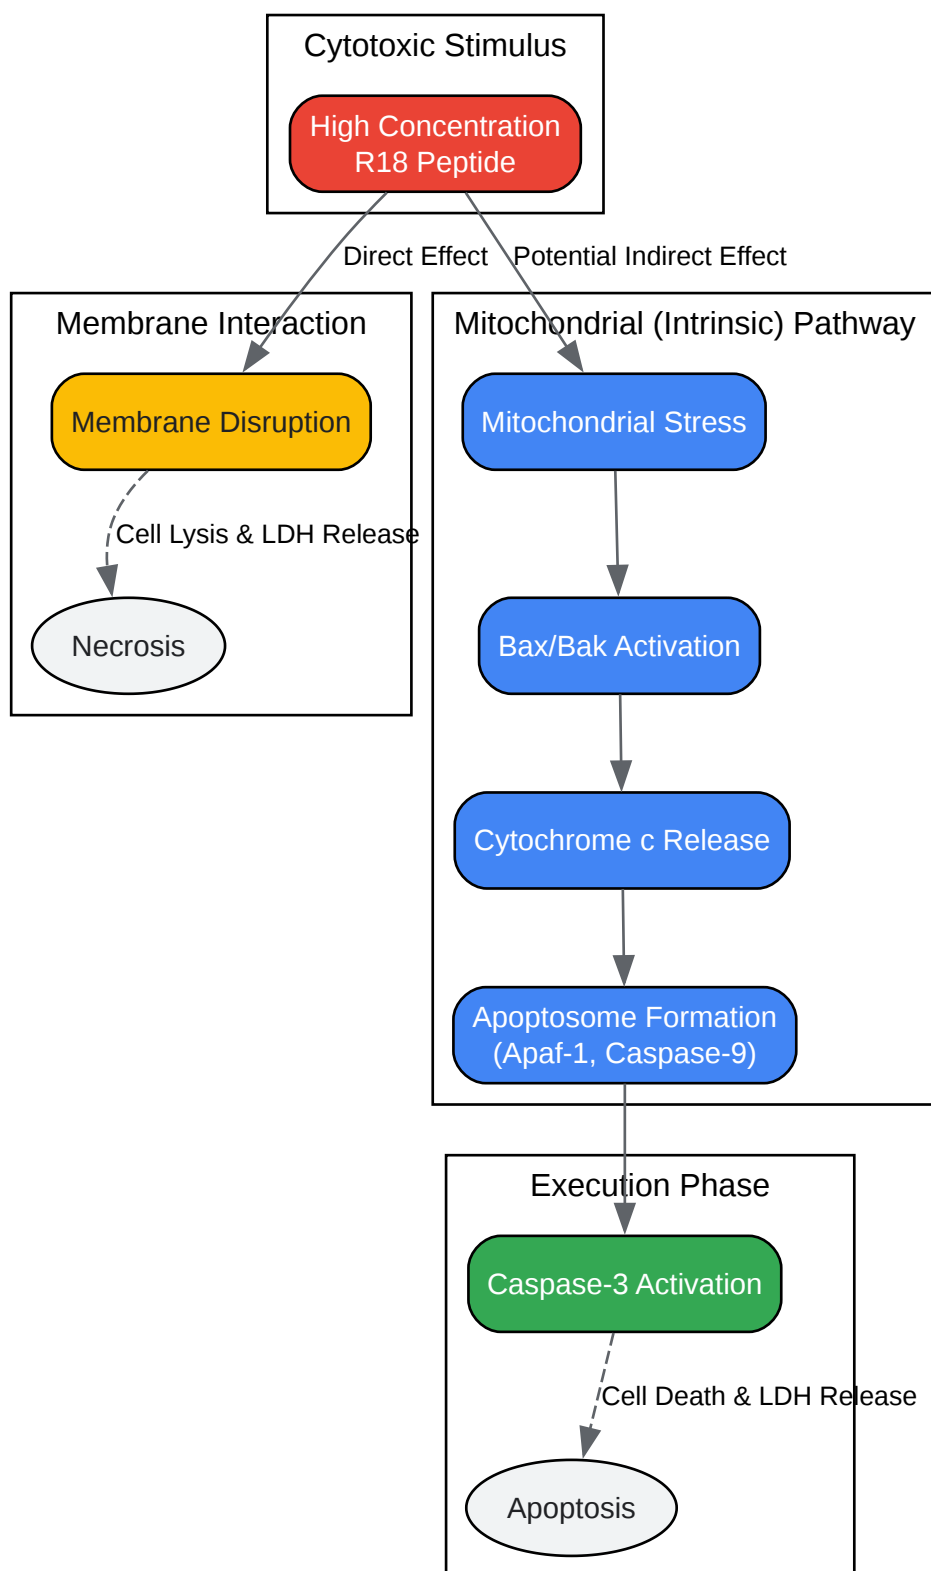 Cytotoxic Stimulus
High Concentration
R18 Peptide
Direct Effect
Potential Indirect Effect
Membrane Interaction
Membrane Disruption
Cell Lysis & LDH Release
Necrosis
Mitochondrial (Intrinsic) Pathway
Mitochondrial Stress
Bax/Bak Activation
Cytochrome c Release
Apoptosome Formation
(Apaf-1, Caspase-9)
Execution Phase
Caspase-3 Activation
Cell Death & LDH Release
Apoptosis